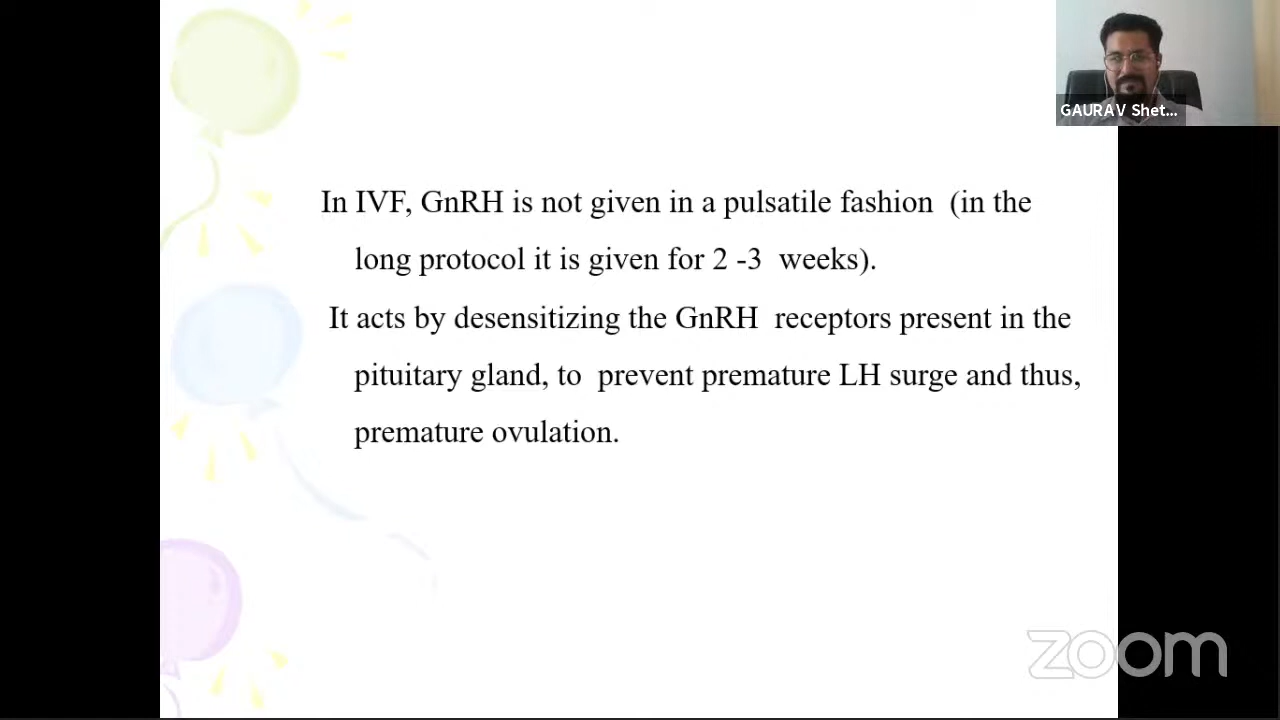 GAURAV Shet...
In IVF, GnRH is not given in a pulsatile fashion (in the
long protocol it is given for 2 -3 weeks).
It acts by desensitizing the GnRH receptors present in the
pituitary gland, to prevent premature LH surge and thus,
premature ovulation.
zoom